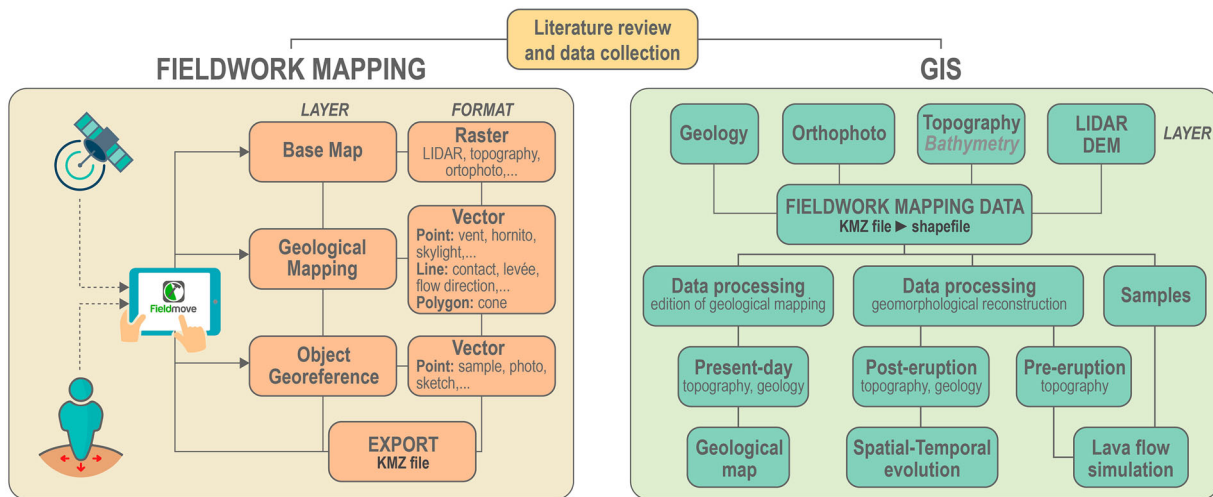 Literature review
and data collection
FIELDWORK MAPPING
LAYER
FORMAT
Base Map
Raster
LIDAR, topography,
ortophoto,...
Geological
Mapping
Vector
Point: vent, hornito,
skylight,...
Line: contact, levée,
flow direction,...
Polygon: cone
Fieldmove
Object
Georeference
Vector
Point: sample, photo,
sketch,...
EXPORT
KMZ file
GIS
Geology
Orthophoto
Topography
Bathymetry
LIDAR
DEM
LAYER
FIELDWORK MAPPING DATA
KMZ file ► shapefile
Data processing
edition of geological mapping
Data processing
geomorphological reconstruction
Samples
Present-day
topography, geology
Post-eruption
topography, geology
Pre-eruption
topography
Geological
map
Spatial-Temporal
evolution
Lava flow
simulation